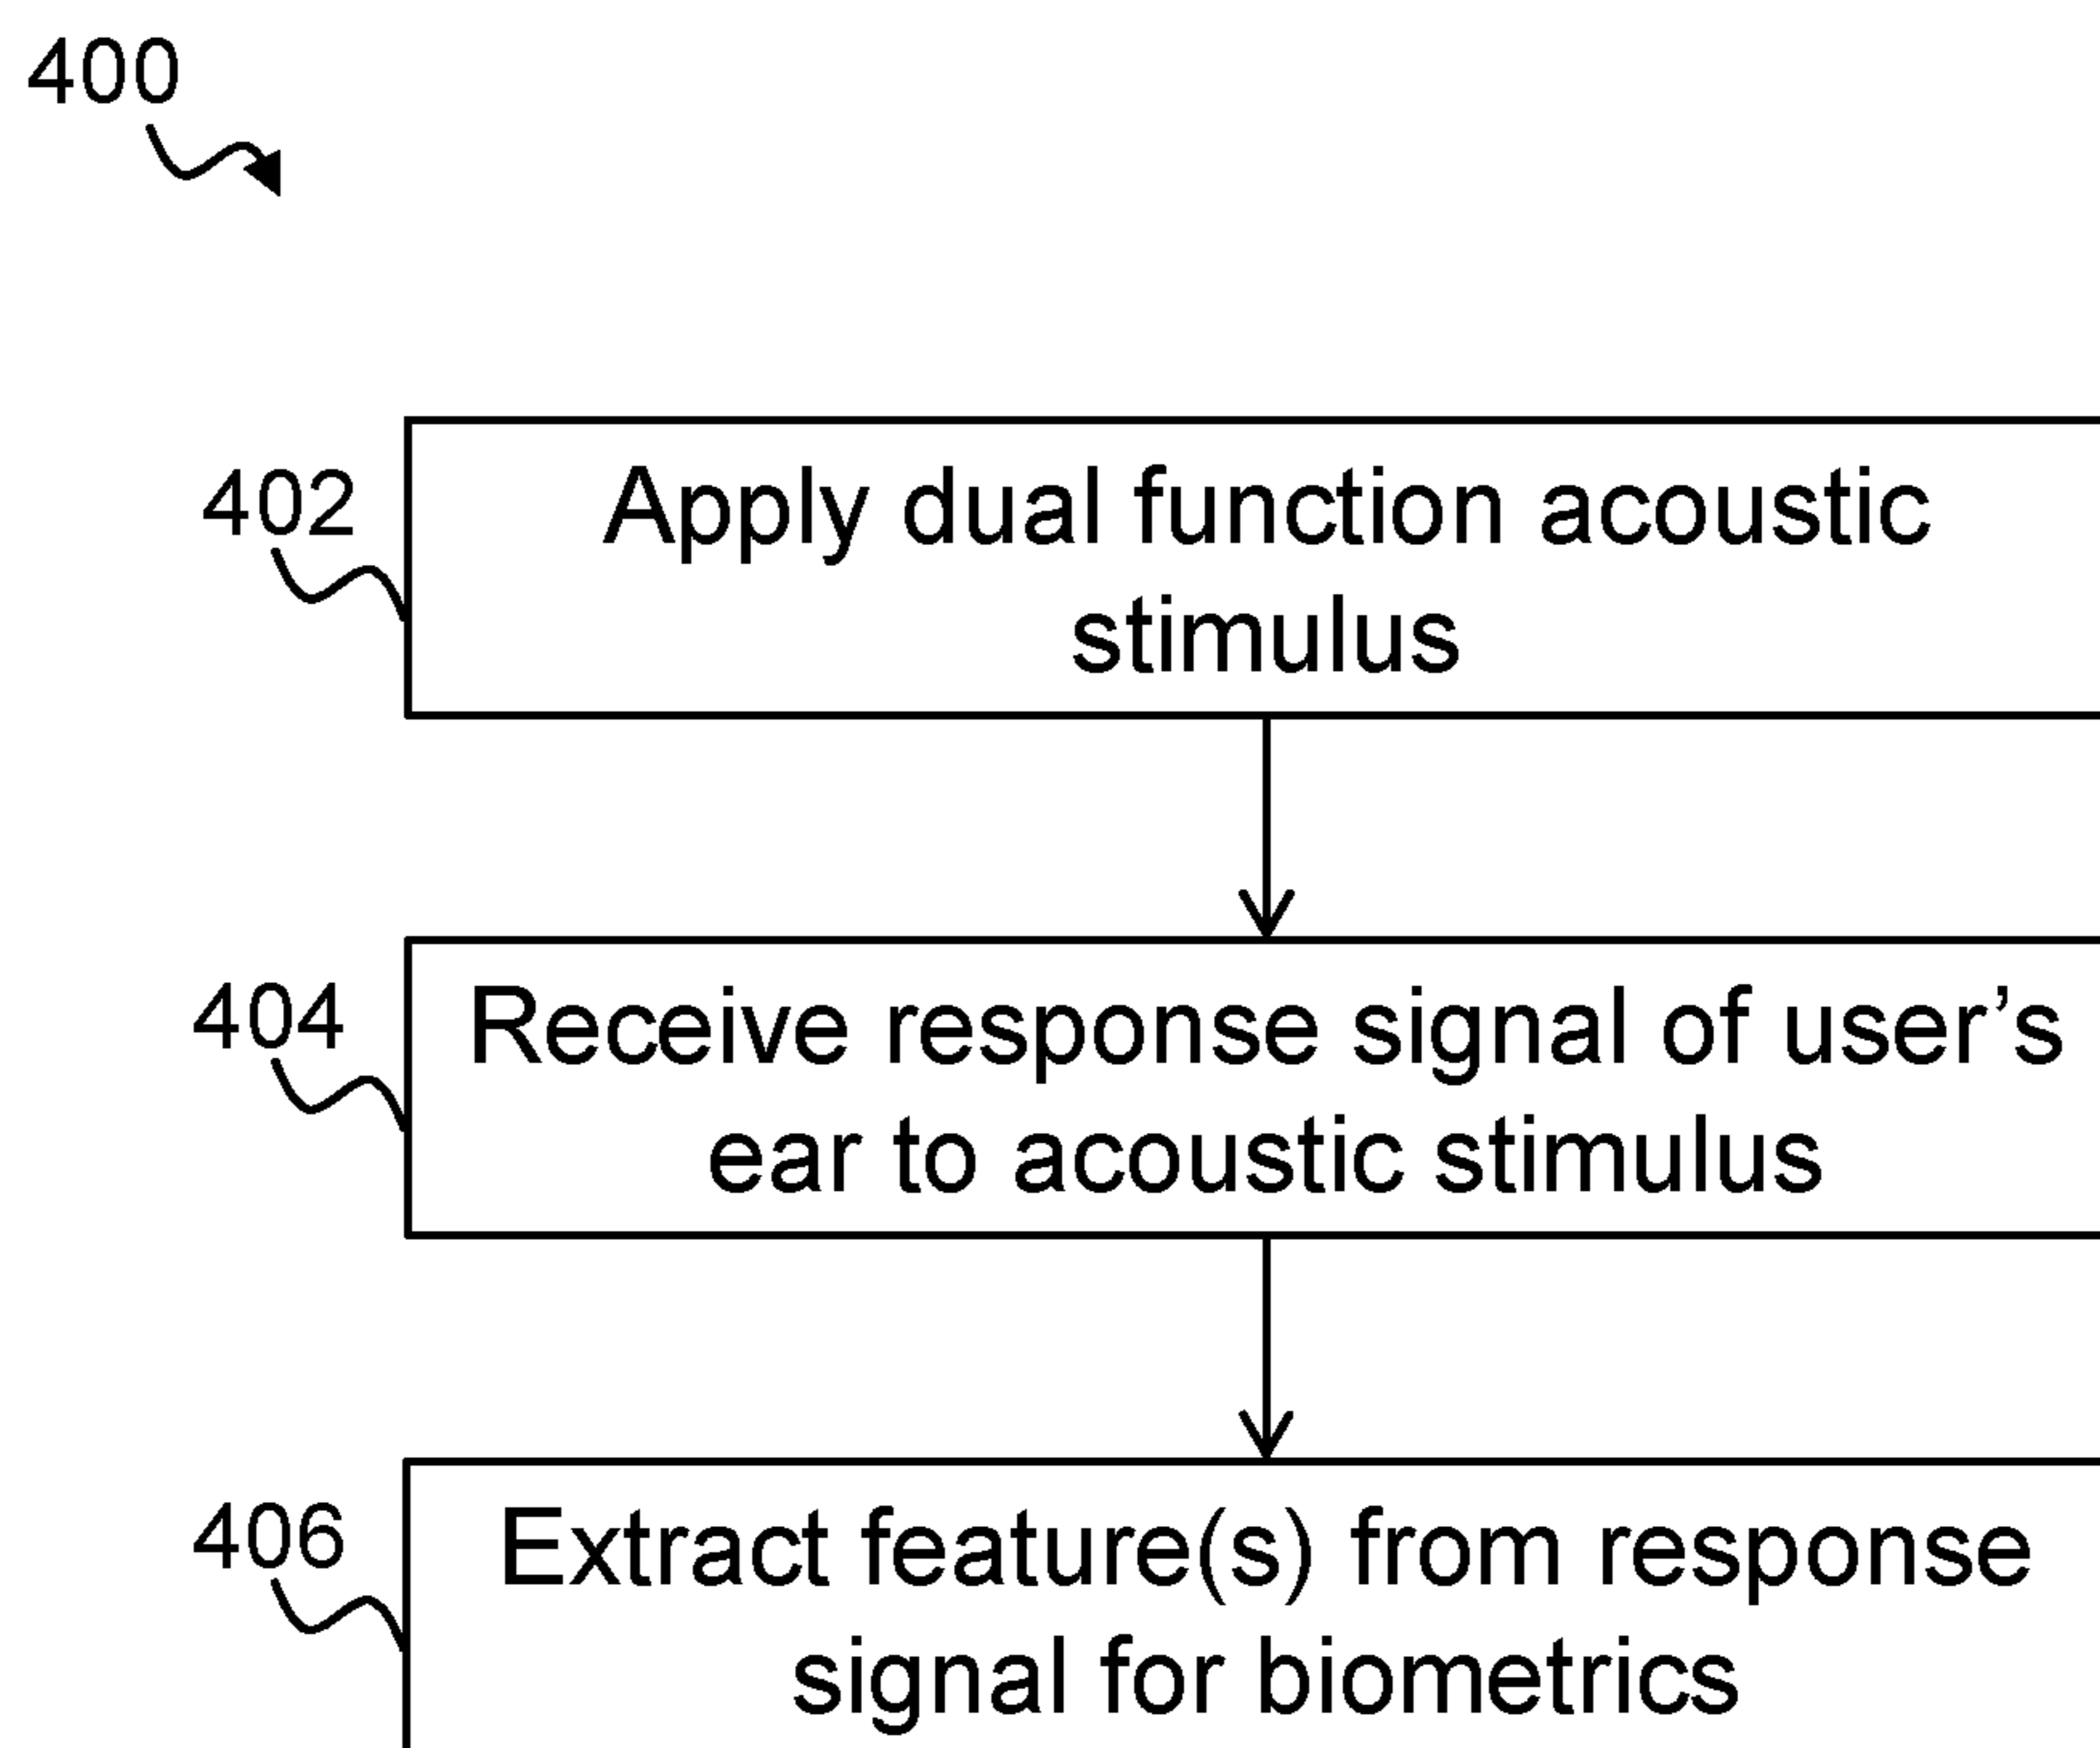 400
402
Apply dual function acoustic
stimulus
404
Receive response signal of user’s
ear to acoustic stimulus
406
Extract feature(s) from response
signal for biometrics